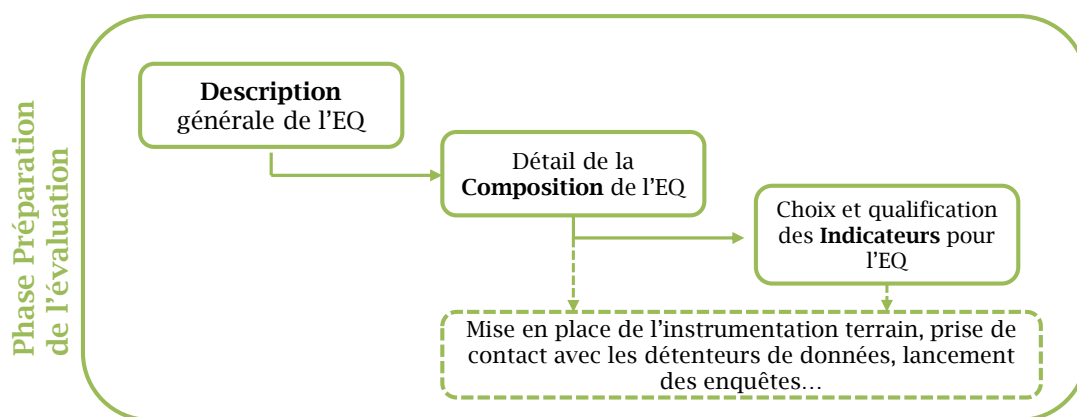 Phase Préparation
de l'évaluation
Description
générale de l'EQ
Détail de la
Composition de l'EQ
Choix et qualification
des Indicateurs pour
l'EQ
Mise en place de l'instrumentation terrain, prise de
contact avec les détenteurs de données, lancement
des enquêtes…